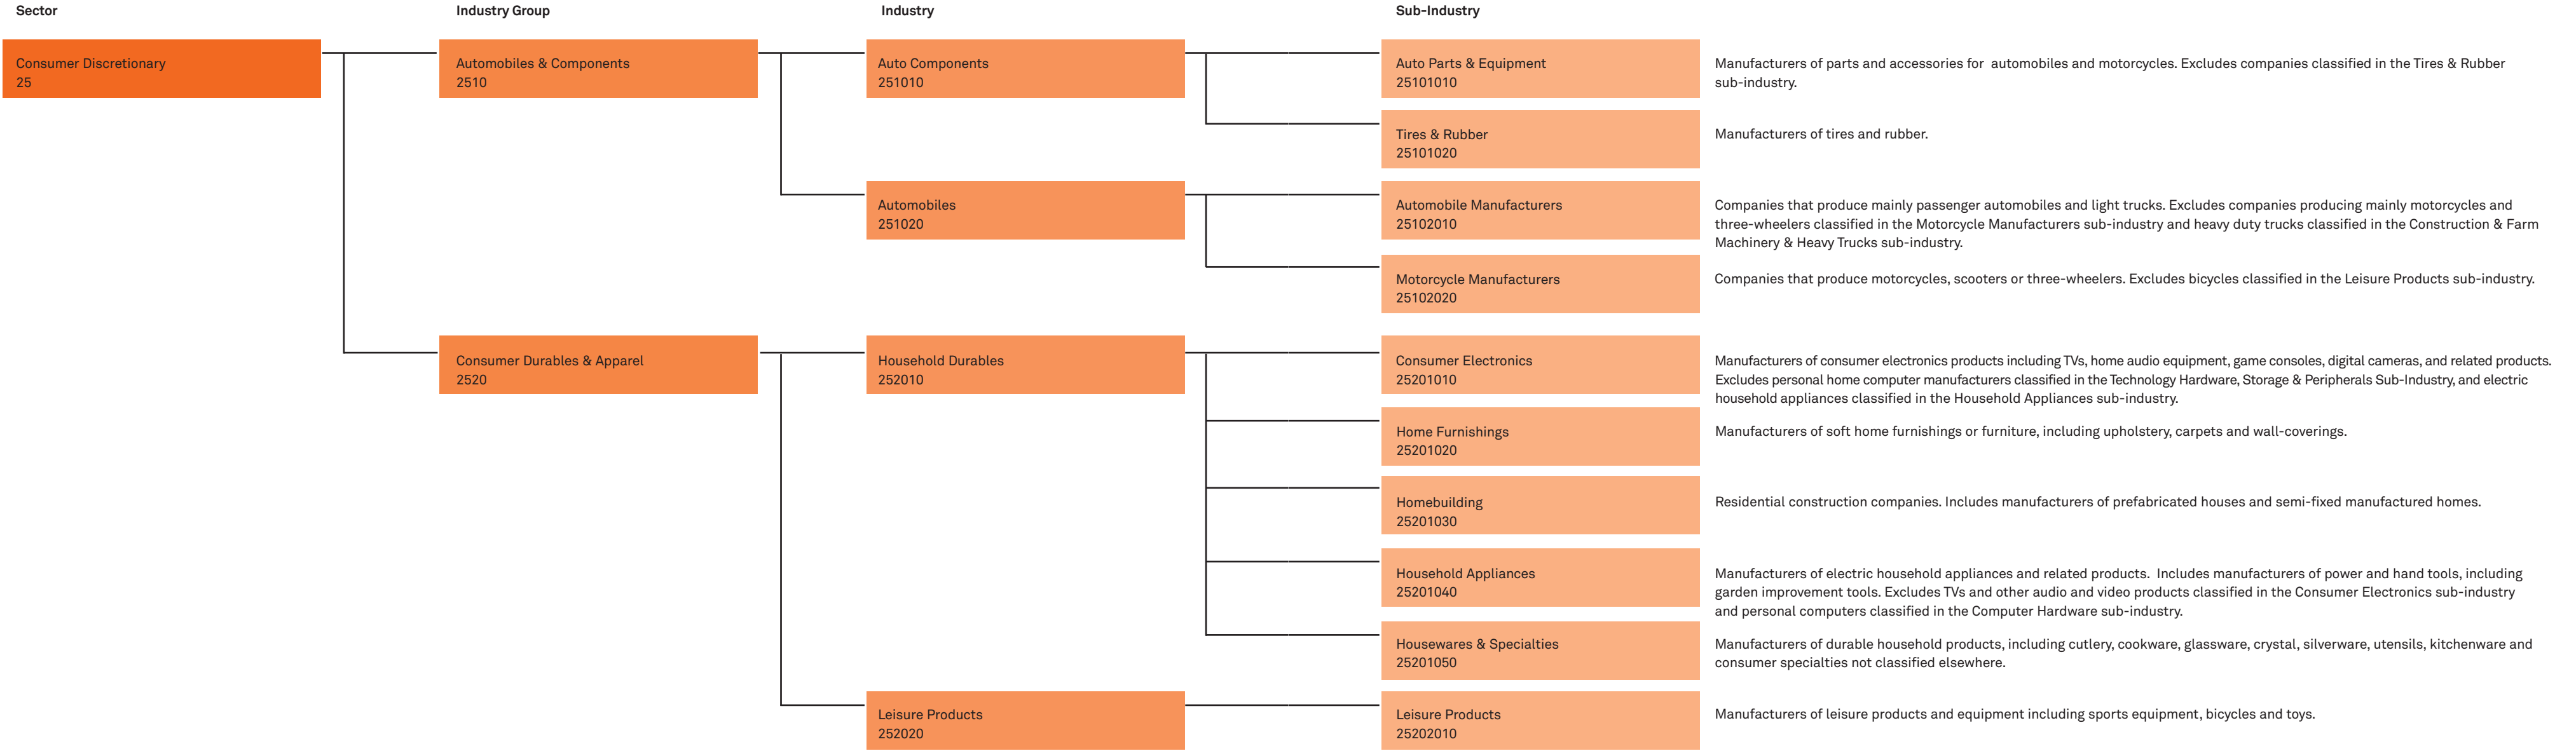 Sector
Industry Group
Industry
Sub-Industry
Consumer Discretionary
25
Automobiles & Components
2510
Auto Components
251010
Auto Parts & Equipment
25101010
Manufacturers of parts and accessories for automobiles and motorcycles. Excludes companies classified in the Tires & Rubber
sub-industry.
Tires & Rubber
25101020
Manufacturers of tires and rubber.
Automobiles
251020
Automobile Manufacturers
25102010
Companies that produce mainly passenger automobiles and light trucks. Excludes companies producing mainly motorcycles and
three-wheelers classified in the Motorcycle Manufacturers sub-industry and heavy duty trucks classified in the Construction & Farm
Machinery & Heavy Trucks sub-industry.
Motorcycle Manufacturers
25102020
Companies that produce motorcycles, scooters or three-wheelers. Excludes bicycles classified in the Leisure Products sub-industry.
Consumer Durables & Apparel
2520
Household Durables
252010
Consumer Electronics
25201010
Manufacturers of consumer electronics products including TVs, home audio equipment, game consoles, digital cameras, and related products.
Excludes personal home computer manufacturers classified in the Technology Hardware, Storage & Peripherals Sub-Industry, and electric
household appliances classified in the Household Appliances sub-industry.
Home Furnishings
25201020
Manufacturers of soft home furnishings or furniture, including upholstery, carpets and wall-coverings.
Homebuilding
25201030
Residential construction companies. Includes manufacturers of prefabricated houses and semi-fixed manufactured homes.
Household Appliances
25201040
Manufacturers of electric household appliances and related products. Includes manufacturers of power and hand tools, including
garden improvement tools. Excludes TVs and other audio and video products classified in the Consumer Electronics sub-industry
and personal computers classified in the Computer Hardware sub-industry.
Housewares & Specialties
25201050
Manufacturers of durable household products, including cutlery, cookware, glassware, crystal, silverware, utensils, kitchenware and
consumer specialties not classified elsewhere.
Leisure Products
252020
Leisure Products
25202010
Manufacturers of leisure products and equipment including sports equipment, bicycles and toys.